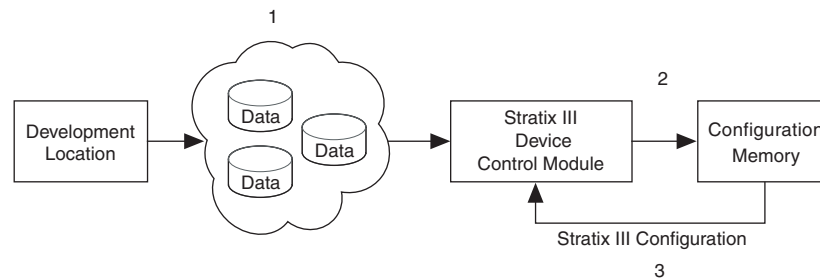 1
2
Development
Location
Data
Data
Data
Stratix III
Device
Control Module
Configuration
Memory
Stratix III Configuration
3